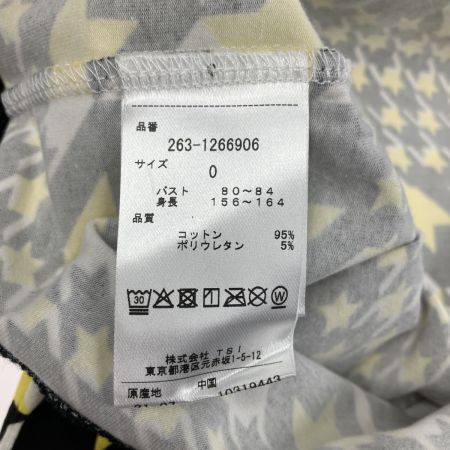 品番
263-1266906
サイズ
0
バスト 80～84
身長 156～164
品質
コットン 95%
ポリウレタン 5%
30 W
株式会社 TSI
東京都港区元赤坂1-5-12
原産地 中国
10319443